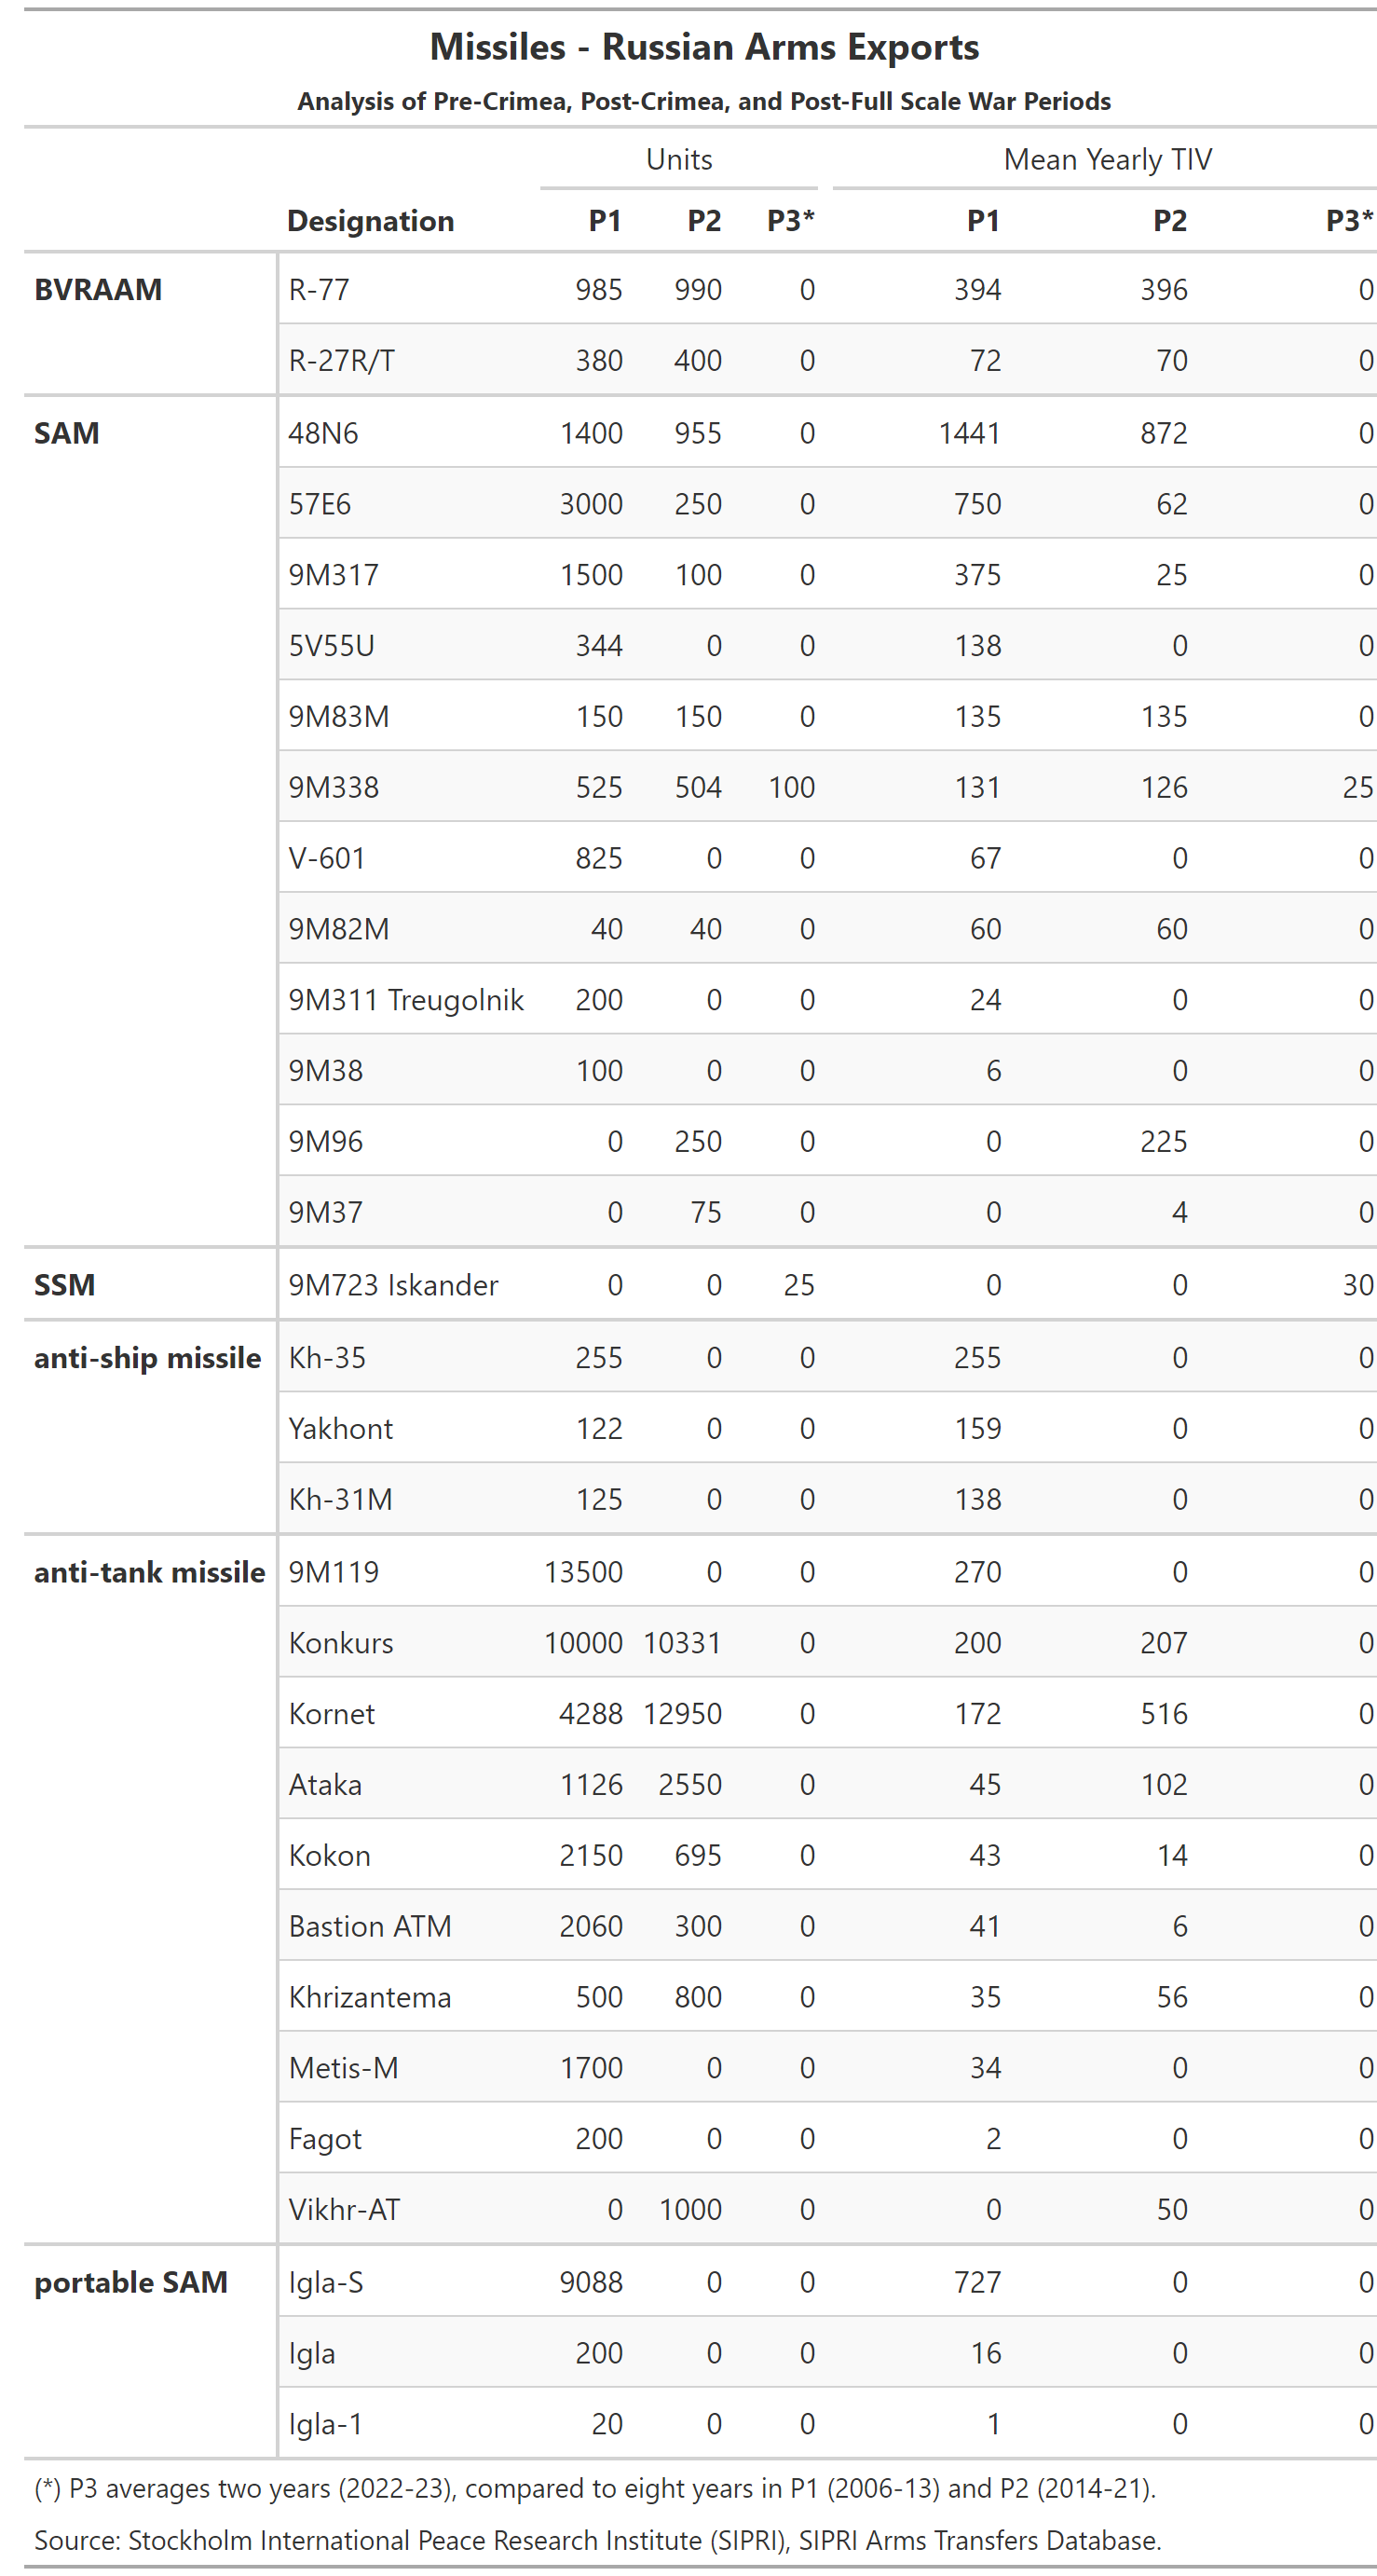 Missiles - Russian Arms Exports
Analysis of Pre-Crimea, Post-Crimea, and Post-Full Scale War Periods
Units Mean Yearly TIV
Designation P1 P2 P3* P1 P2 P3*
BVRAAM R-77 985 990 0 394 396 0
R-27R/T 380 400 0 72 70 0
SAM 48N6 1400 955 0 1441 872 0
57E6 3000 250 0 750 62 0
9M317 1500 100 0 375 25 0
5V55U 344 0 0 138 0 0
9M83M 150 150 0 135 135 0
9M338 525 504 100 131 126 25
V-601 825 0 0 67 0 0
9M82M 40 40 0 60 60 0
9M311 Treugolnik 200 0 0 24 0 0
9M38 100 0 0 6 0 0
9M96 0 250 0 0 225 0
9M37 0 75 0 0 4 0
SSM 9M723 Iskander 0 0 25 0 0 30
anti-ship missile Kh-35 255 0 0 255 0 0
Yakhont 122 0 0 159 0 0
Kh-31M 125 0 0 138 0 0
anti-tank missile 9M119 13500 0 0 270 0 0
Konkurs 10000 10331 0 200 207 0
Kornet 4288 12950 0 172 516 0
Ataka 1126 2550 0 45 102 0
Kokon 2150 695 0 43 14 0
Bastion ATM 2060 300 0 41 6 0
Khrizantema 500 800 0 35 56 0
Metis-M 1700 0 0 34 0 0
Fagot 200 0 0 2 0 0
Vikhr-AT 0 1000 0 0 50 0
portable SAM Igla-S 9088 0 0 727 0 0
Igla 200 0 0 16 0 0
Igla-1 20 0 0 1 0 0
(*) P3 averages two years (2022-23), compared to eight years in P1 (2006-13) and P2 (2014-21).
Source: Stockholm International Peace Research Institute (SIPRI), SIPRI Arms Transfers Database.